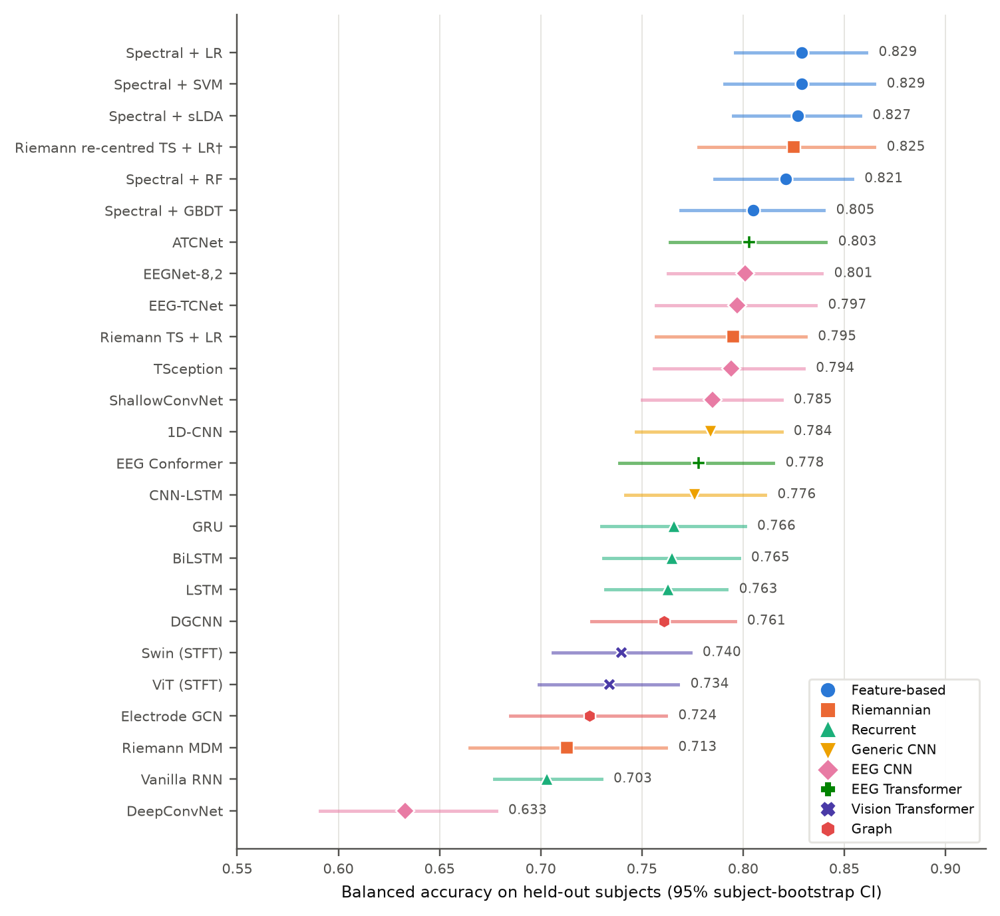 Spectral + LR 0.829
Spectral + SVM 0.829
Spectral + sLDA 0.827
Riemann re-centred TS + LR† 0.825
Spectral + RF 0.821
Spectral + GBDT 0.805
ATCNet 0.803
EEGNet-8,2 0.801
EEG-TCNet 0.797
Riemann TS + LR 0.795
TSception 0.794
ShallowConvNet 0.785
1D-CNN 0.784
EEG Conformer 0.778
CNN-LSTM 0.776
GRU 0.766
BiLSTM 0.765
LSTM 0.763
DGCNN 0.761
Swin (STFT) 0.740
ViT (STFT) 0.734
Electrode GCN 0.724
Riemann MDM 0.713
Vanilla RNN 0.703
DeepConvNet 0.633
Feature-based
Riemannian
Recurrent
Generic CNN
EEG CNN
EEG Transformer
Vision Transformer
Graph
0.55 0.60 0.65 0.70 0.75 0.80 0.85 0.90
Balanced accuracy on held-out subjects (95% subject-bootstrap CI)